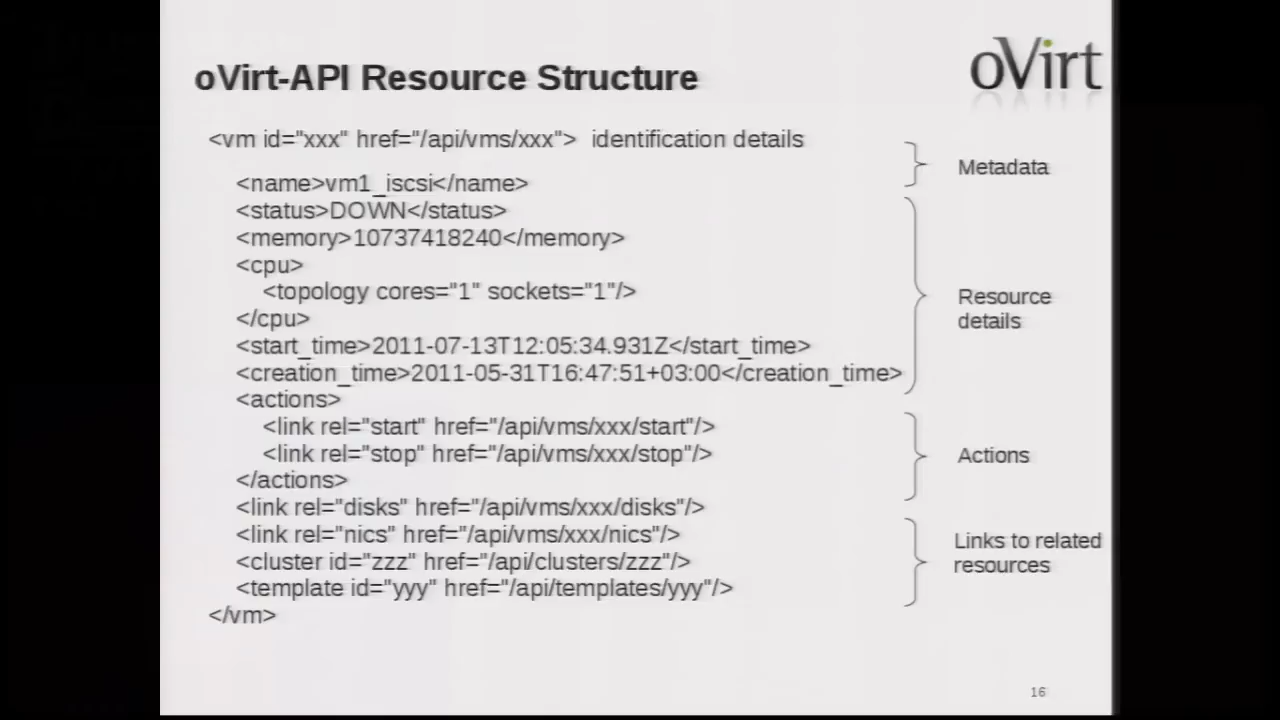 oVirt
oVirt-API Resource Structure
<vm id="xxx" href="/api/vms/xxx"> identification details
Metadata
<name>vm1_iscsi</name>
<status>DOWN</status>
<memory>10737418240</memory>
<cpu>
<topology cores="1" sockets="1"/>
</cpu>
<start_time>2011-07-13T12:05:34.931Z</start_time>
<creation_time>2011-05-31T16:47:51+03:00</creation_time>
Resource
details
<actions>
<link rel="start" href="/api/vms/xxx/start"/>
<link rel="stop" href="/api/vms/xxx/stop"/>
</actions>
Actions
<link rel="disks" href="/api/vms/xxx/disks"/>
<link rel="nics" href="/api/vms/xxx/nics"/>
<cluster id="zzz" href="/api/clusters/zzz"/>
<template id="yyy" href="/api/templates/yyy"/>
Links to related
resources
</vm>
16